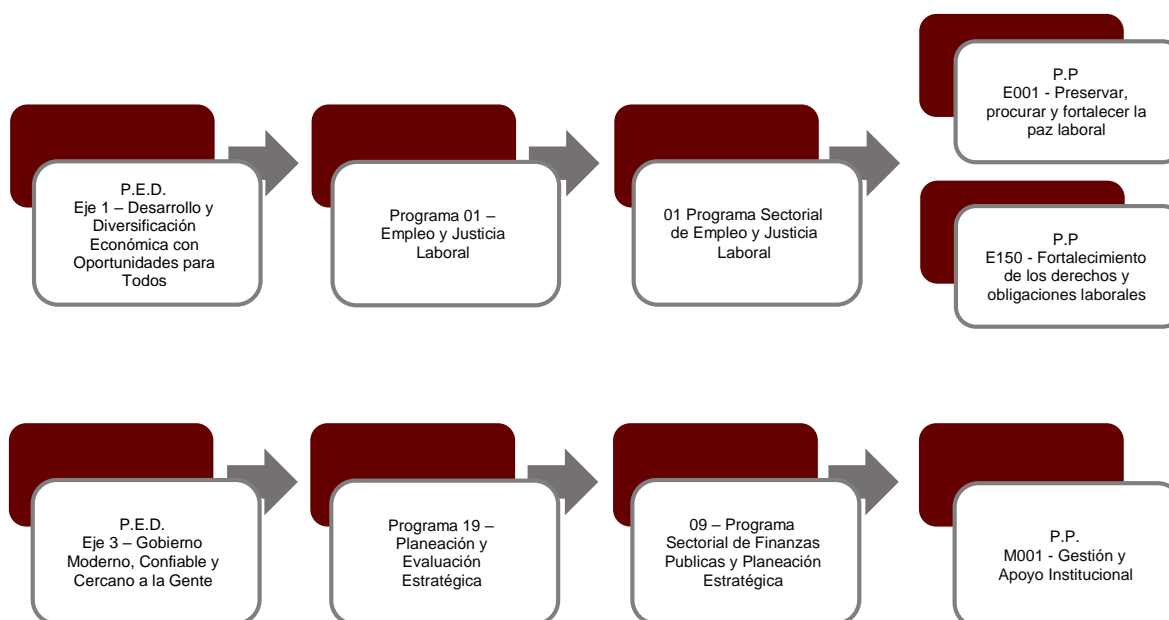 P.E.D.
Eje 1 – Desarrollo y
Diversificación
Económica con
Oportunidades para
Todos
Programa 01 –
Empleo y Justicia
Laboral
01 Programa Sectorial
de Empleo y Justicia
Laboral
P.P
E001 - Preservar,
procurar y fortalecer la
paz laboral
P.P
E150 - Fortalecimiento
de los derechos y
obligaciones laborales
P.E.D.
Eje 3 – Gobierno
Moderno, Confiable y
Cercano a la Gente
Programa 19 –
Planeación y
Evaluación
Estratégica
09 – Programa
Sectorial de Finanzas
Publicas y Planeación
Estratégica
P.P.
M001 - Gestión y
Apoyo Institucional